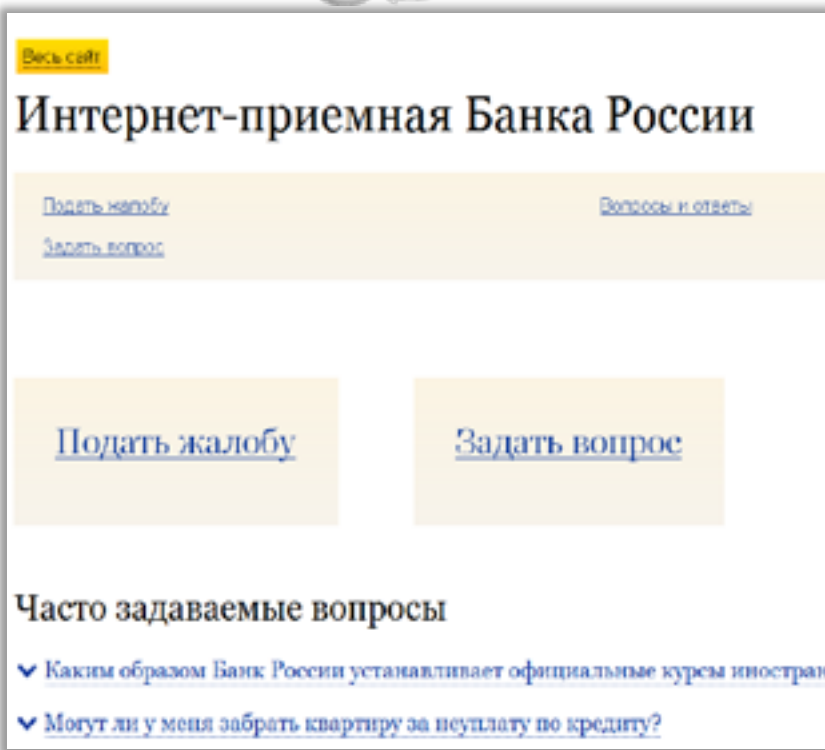 Весь сайт
Интернет-приемная Банка России
Подать жалобу Вопросы и ответы
Задать вопрос
Подать жалобу Задать вопрос
Часто задаваемые вопросы
Каким образом Банк России устанавливает официальные курсы иностран
Могут ли у меня забрать квартиру за неуплату по кредиту?